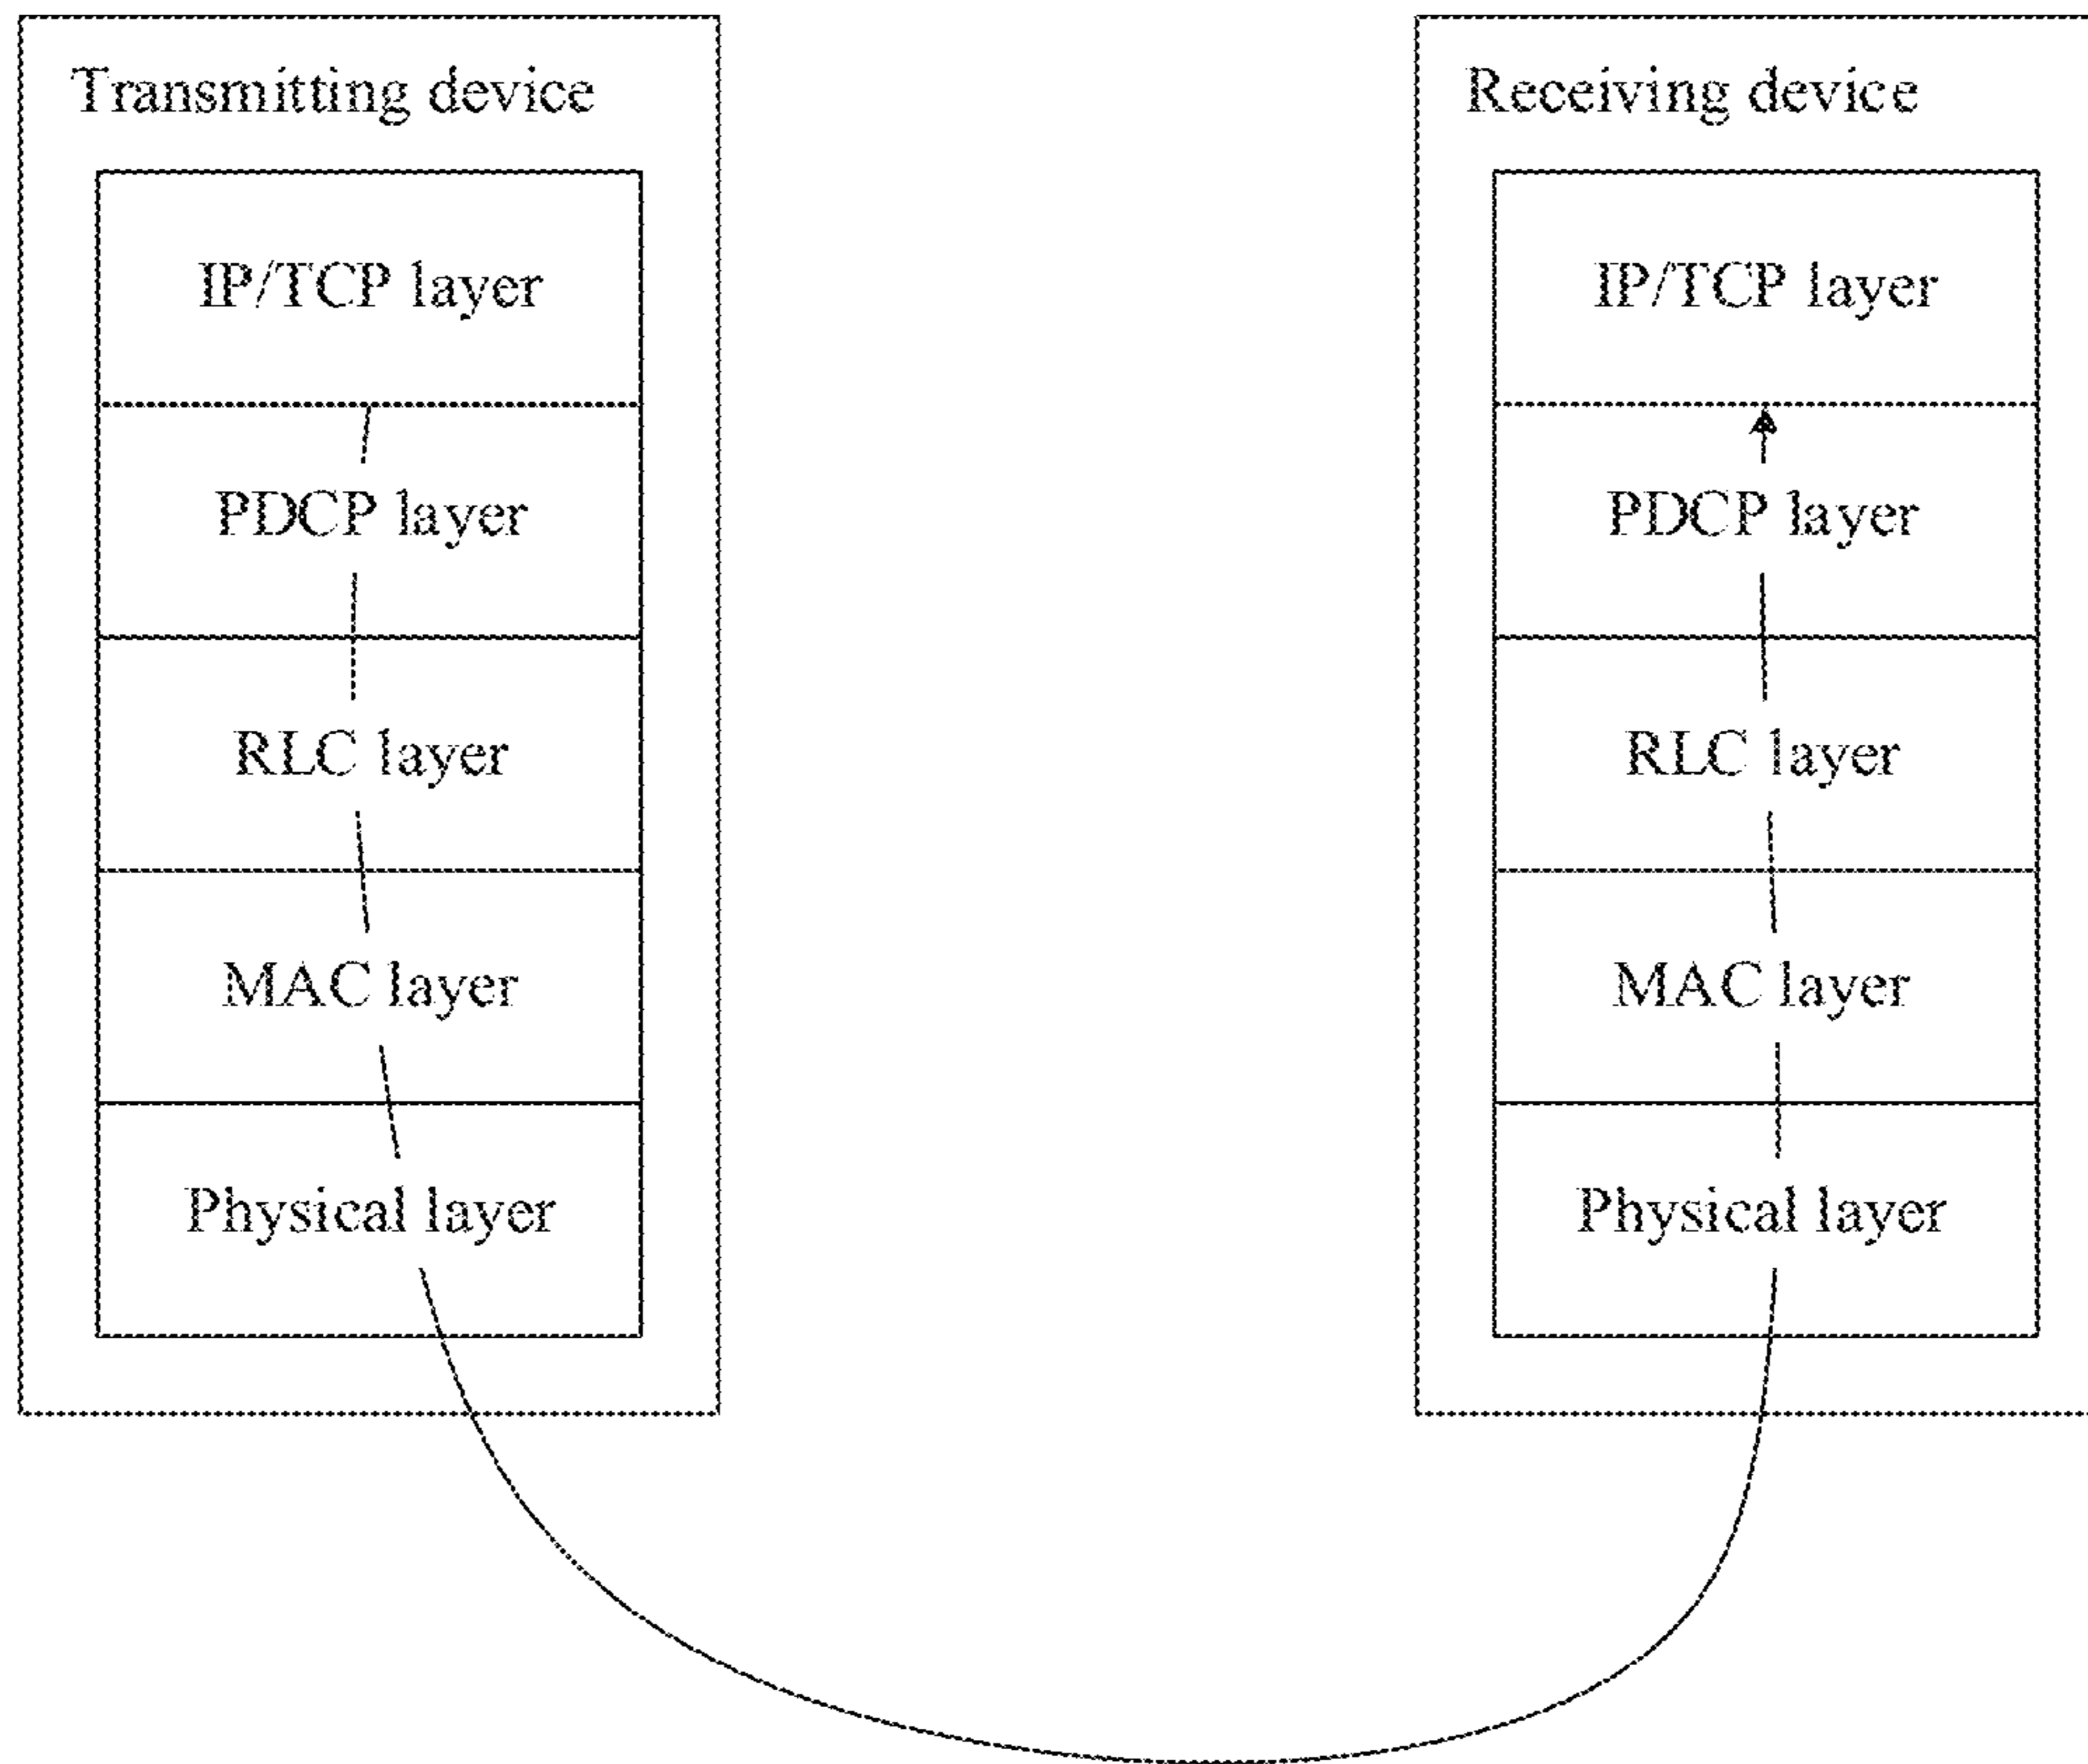 Transmitting device
IP/TCP layer
PDCP layer
RLC layer
MAC layer
Physical layer
Receiving device
IP/TCP layer
PDCP layer
RLC layer
MAC layer
Physical layer